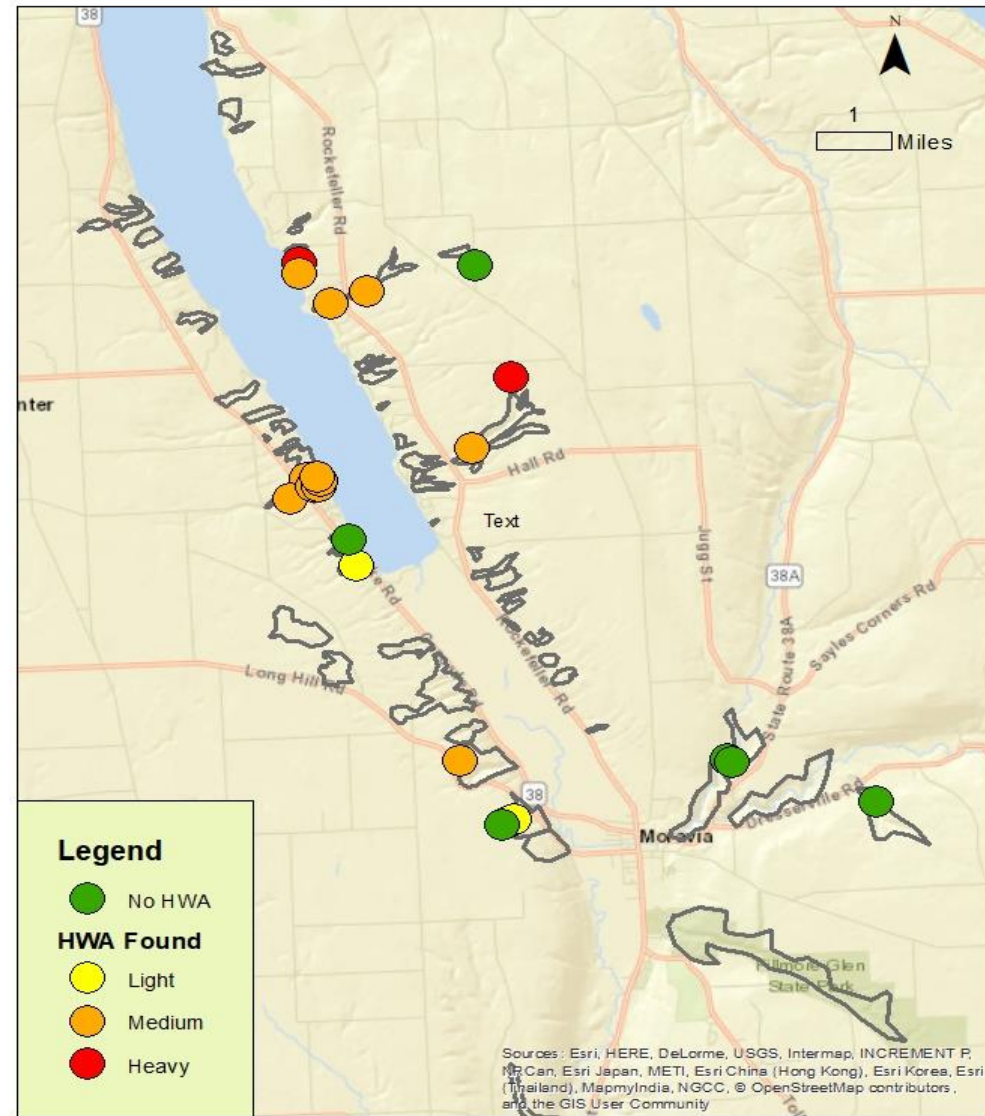 38
N
1
Miles
Rockefeller Rd
nter
Hall Rd
Text
Jugg St
38A
Sayles Corners Rd
State Route 38A
Rockefeller Rd
Long Hill Rd
38
Dresserville Rd
Moravia
Fillmore Glen
State Park
Legend
No HWA
HWA Found
Light
Medium
Heavy
Sources: Esri, HERE, DeLorme, USGS, Intermap, INCREMENT P,
NRCan, Esri Japan, METI, Esri China (Hong Kong), Esri Korea, Esri
(Thailand), MapmyIndia, NGCC, © OpenStreetMap contributors,
and the GIS User Community